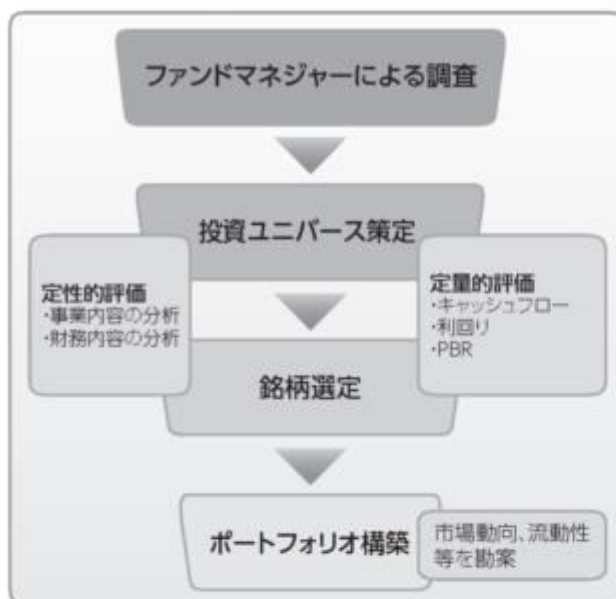 ファンドマネジャーによる調査
投資ユニバース策定
定性的評価
・事業内容の分析
・財務内容の分析
定量的評価
・キャッシュフロー
・利回り
・PBR
銘柄選定
ポートフォリオ構築
市場動向、流動性
等を勘案